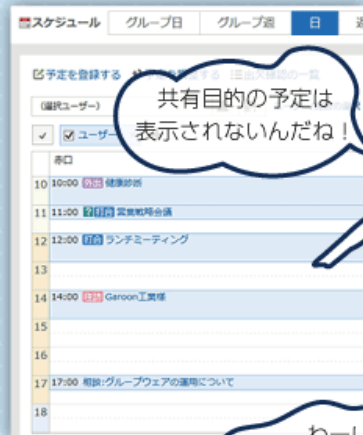 スケジュール グループ日 グループ週 日 週
予定を登録する
(選択ユーザー)
ユーザー
共有目的の予定は
表示されないんだね!
赤口
10 10:00 外出 健康診断
11 11:00 ? 打合 営業戦略会議
12 12:00 打合 ランチミーティング
13
14 14:00 往訪 Garoon工業様
15
16
17 17:00 相談:グループウェアの運用について
18